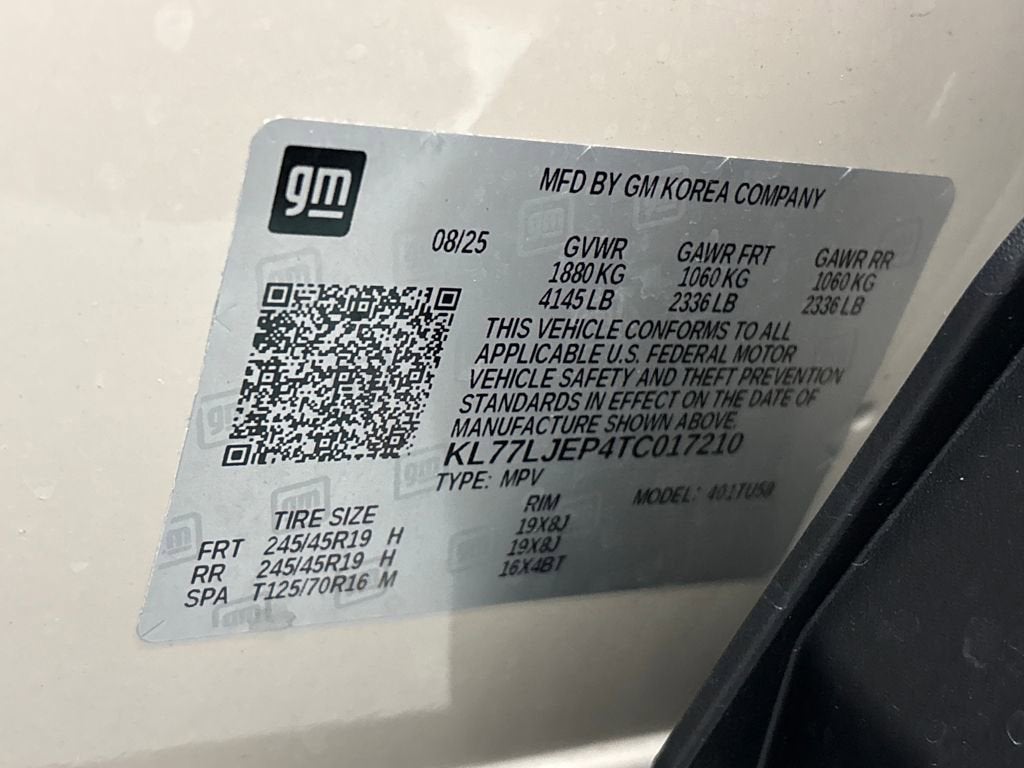 gm
MFD BY GM KOREA COMPANY
08/25 GVWR GAWR FRT GAWR RR
1880 KG 1060 KG 1060 KG
4145 LB 2336 LB 2336 LB
THIS VEHICLE CONFORMS TO ALL
APPLICABLE U.S. FEDERAL MOTOR
VEHICLE SAFETY AND THEFT PREVENTION
STANDARDS IN EFFECT ON THE DATE OF
MANUFACTURE SHOWN ABOVE.
KL77LJEP4TC017210
TYPE: MPV MODEL: 401TU58
TIRE SIZE RIM
FRT 245/45R19 H 19X8J
RR 245/45R19 H 19X8J
SPA T125/70R16 M 16X4BT